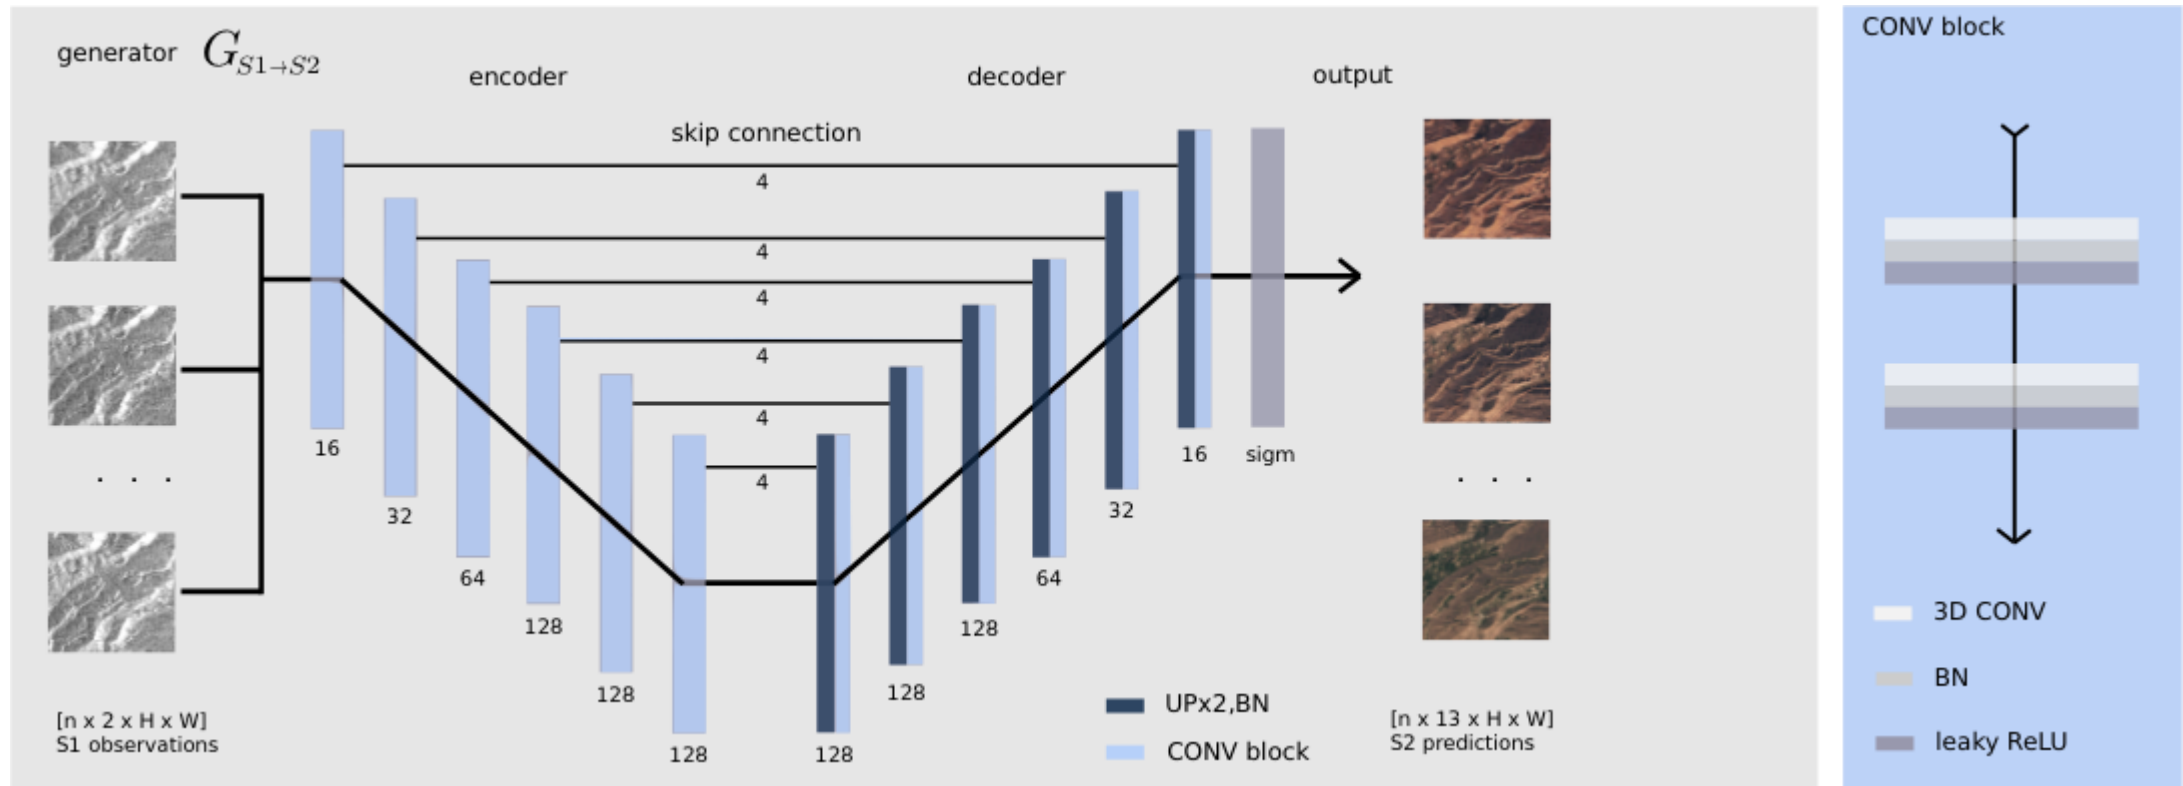 generator G_{S1→S2}
encoder
decoder
output
CONV block
skip connection
4
4
4
4
4
4
16
32
64
128
128
128
128
128
128
64
32
16
sigm
. . .
. . .
[n x 2 x H x W]
S1 observations
UPx2,BN
CONV block
[n x 13 x H x W]
S2 predictions
3D CONV
BN
leaky ReLU